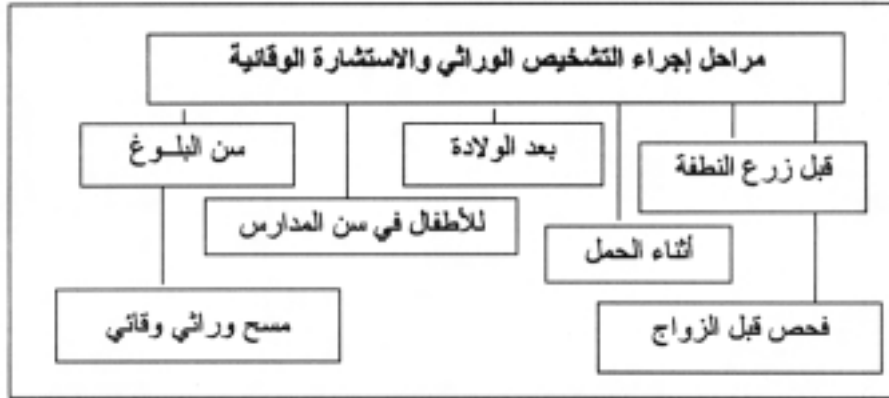 مراحل إجراء التشخيص الوراثي والاستشارة الوقائية
قبل زرع النطفة
بعد الولادة
سن البلــوغ
أثناء الحمل
للأطفال في سن المدارس
فحص قبل الزواج
مسح وراثي وقائي